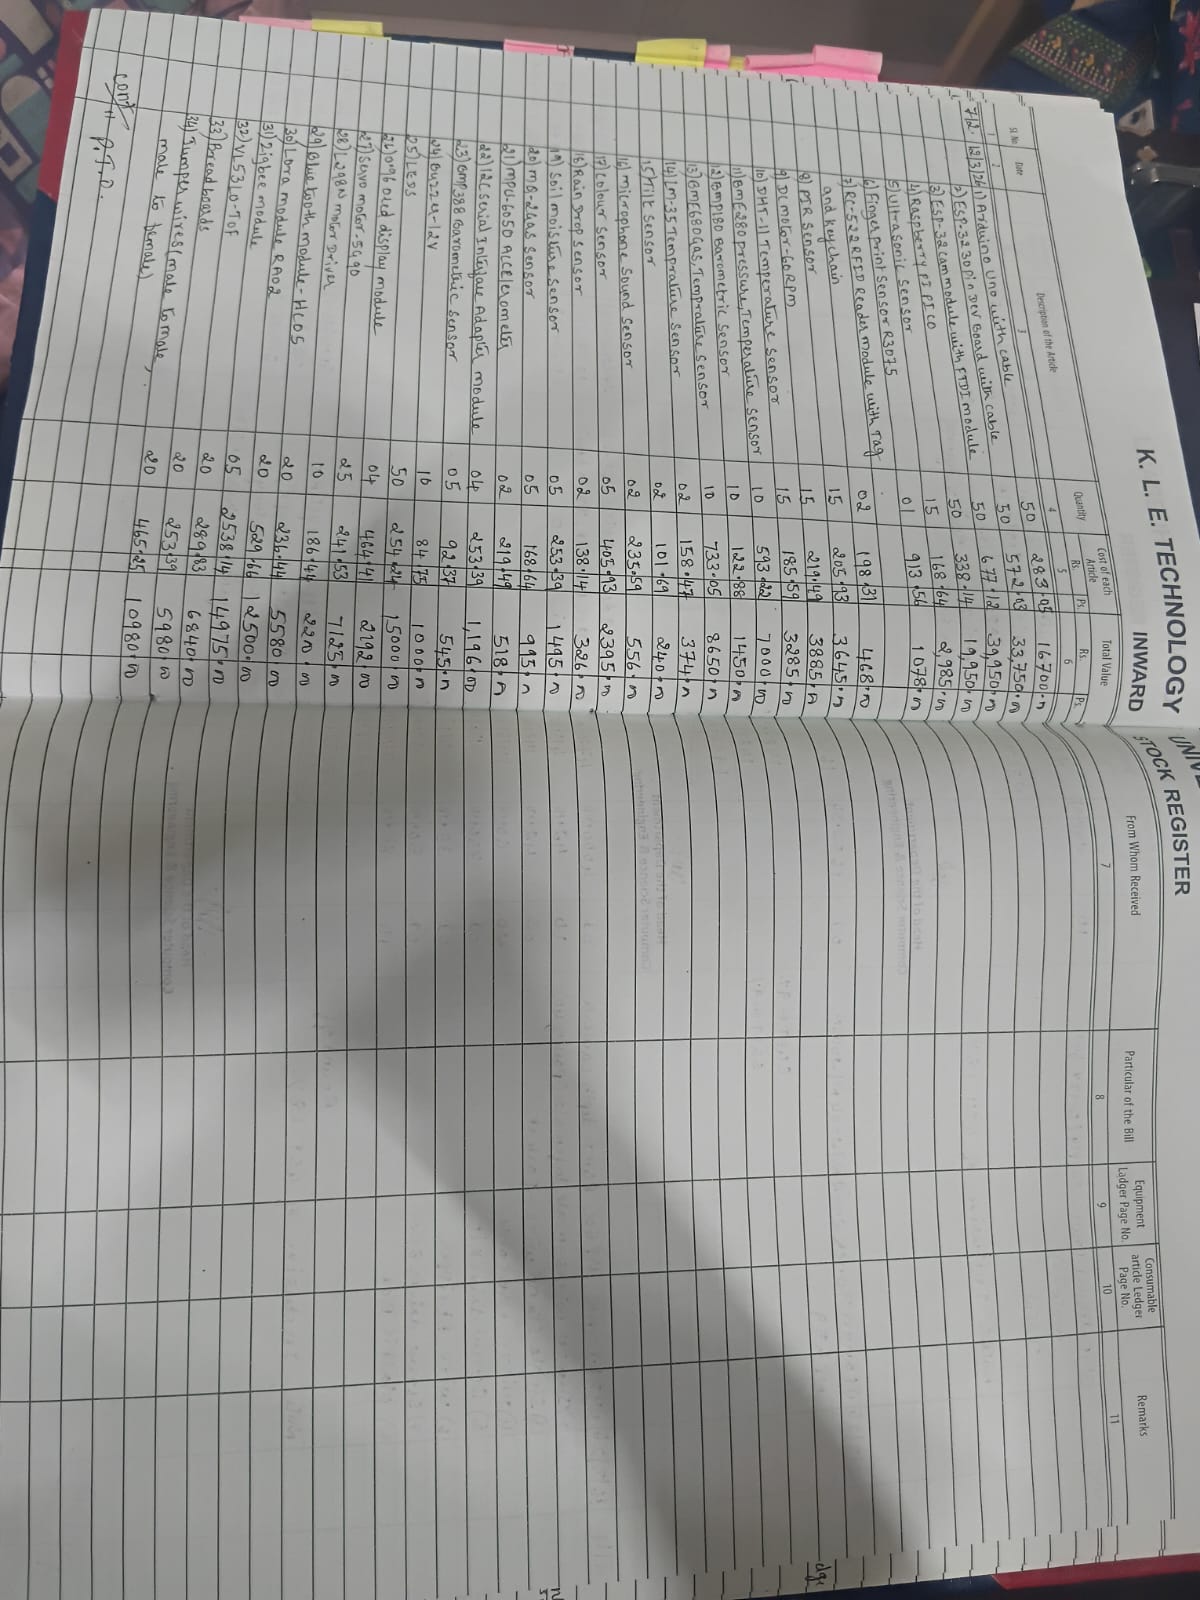 K. L. E. TECHNOLOGY UNIV
INWARD STOCK REGISTER
Sl. No. Date Description of the Article Quantity Cost of each Article Rs. Ps. Total Value Rs. Ps. From Whom Received Particular of the Bill Equipment Ledger Page No. Consumable article Ledger Page No. Remarks
1 2 3 4 5 6 7 8 9 10 11
712. 12/3/26 1) Arduino Uno with cable 50 283.05 16700.00
2) ESP-32 30 pin Dev Board with cable 50 572.03 33,750.00
3) ESP-32 cam module with FTDI module 50 677.12 39,950.00
4) Raspberry PI PICO 50 338.14 19,950.00
5) Ultrasonic Sensor 15 168.64 2,985.00
6) Finger print Sensor R3075 01 913.56 1078.00
7) RC-522 RFID Reader module with Tag
and keychain 02 198.31 468.00
8) PIR Sensor 15 205.93 3645.00
9) DC motor-60 RPM 15 219.49 3885.00
10) DHT-11 Temperature Sensor 15 185.59 3285.00
11) BME280 pressure, Temperature Sensor 10 593.22 7000.00
12) BMP180 Barometric Sensor 10 122.88 1450.00
13) BME680 Gas, Temprature Sensor 10 733.05 8650.00
14) LM-35 Temprature Sensor 02 158.47 374.00
15) Tilt Sensor 02 101.69 240.00
16) microphone Sound Sensor 02 235.59 556.00
17) Colour Sensor 05 405.93 2395.00
18) Rain Drop Sensor 02 138.14 326.00
19) Soil moisture Sensor 05 253.39 1495.00
20) MQ-2 Gas Sensor 05 168.64 995.00
21) MPU-6050 Accelerometer 02 219.49 518.00
22) I2C Serial Interface Adapter module 04 253.39 1,196.00
23) BMP388 Barometric Sensor 05 92.37 545.00
24) Buzzer-12V 10 84.75 1000.00
25) LEDS 50 254.24 15000.00
26) 0.96 Oled display module 04 464.41 2192.00
27) Servo motor-SG90 25 241.53 7125.00
28) L298N motor Driver 10 186.44 2200.00
29) Bluetooth module-HC05 20 236.44 5580.00
30) Lora module RA02 20 529.66 12500.00
31) Zigbee module 05 2538.14 14975.00
32) VL53 L0-TOF 20 289.83 6840.00
33) Breadboards 20 253.39 5980.00
34) Jumper wires (male to male,
male to female) 20 465.25 10980.00
cont
P.T.O.